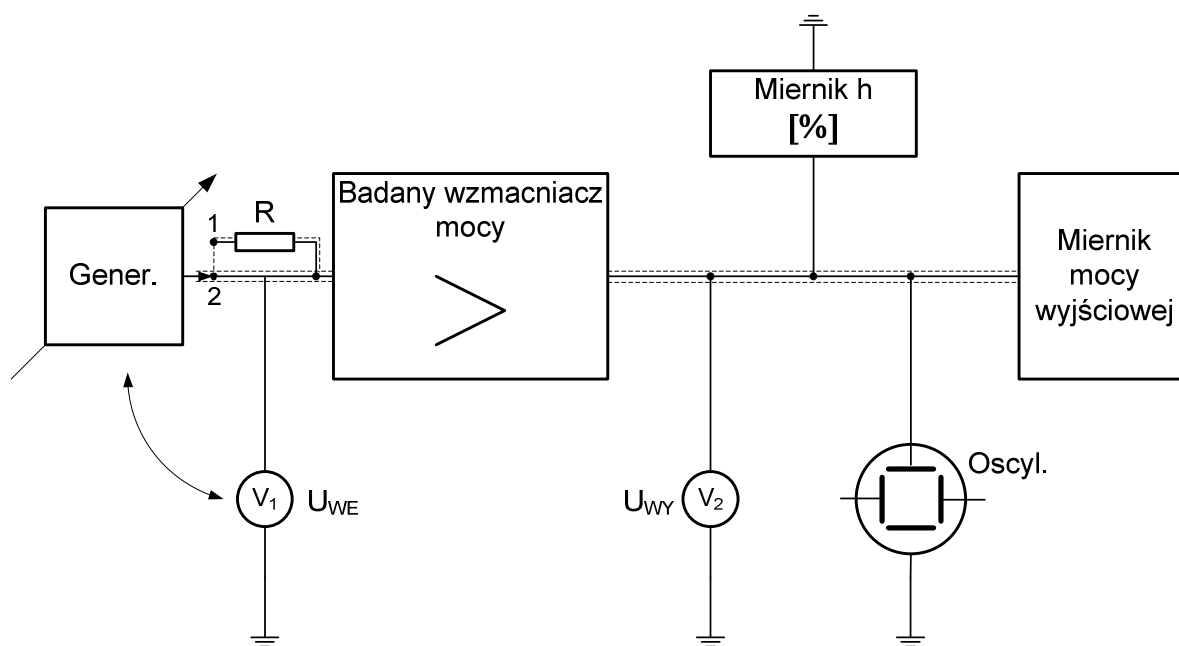 Miernik h
[%]
Badany wzmacniacz
mocy
1
R
Gener.
2
Miernik
mocy
wyjściowej
V1
UWE
UWY
V2
Oscyl.